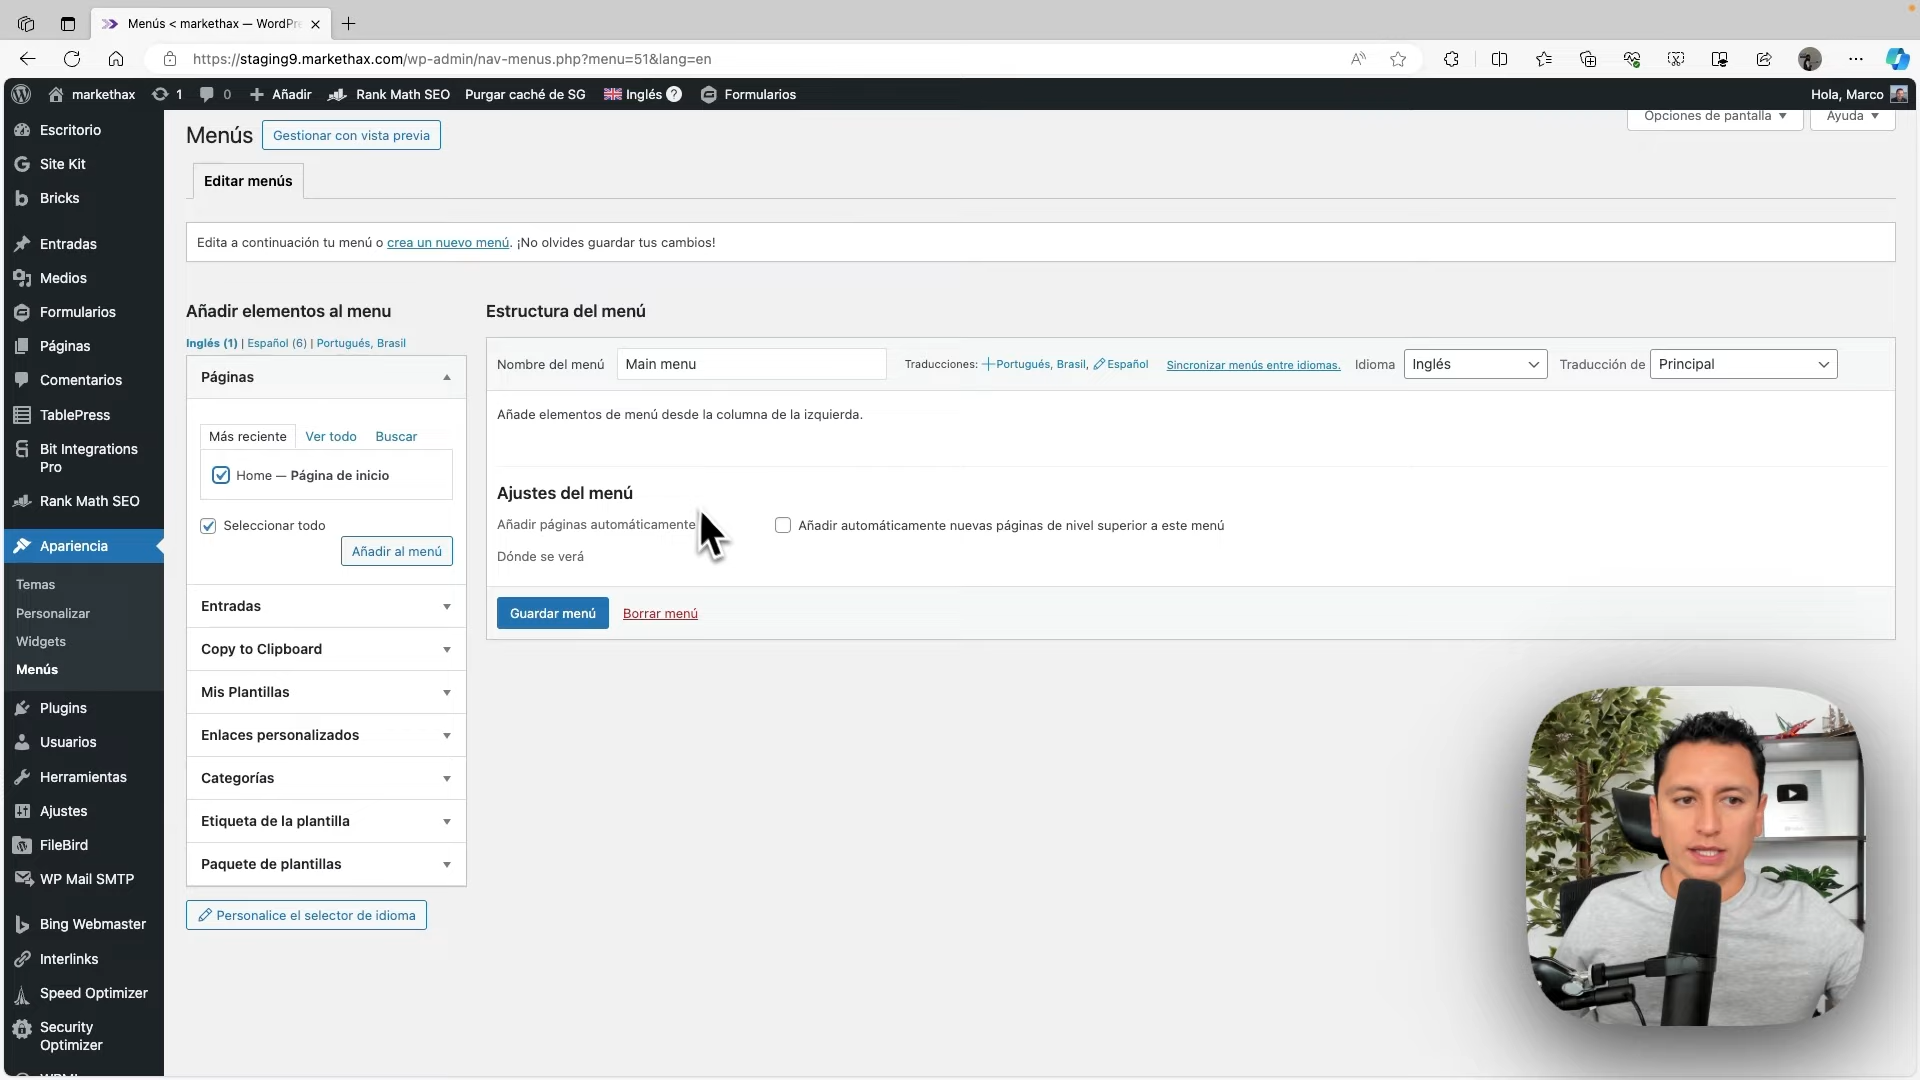 Menús < markethax — WordPre
https://staging9.markethax.com/wp-admin/nav-menus.php?menu=51&lang=en
markethax
1
0
Añadir
Rank Math SEO
Purgar caché de SG
Inglés
Formularios
Hola, Marco
Escritorio
Site Kit
Bricks
Entradas
Medios
Formularios
Páginas
Comentarios
TablePress
Bit Integrations
Pro
Rank Math SEO
Apariencia
Temas
Personalizar
Widgets
Menús
Plugins
Usuarios
Herramientas
Ajustes
FileBird
WP Mail SMTP
Bing Webmaster
Interlinks
Speed Optimizer
Security
Optimizer
Menús
Gestionar con vista previa
Opciones de pantalla
Ayuda
Editar menús
Edita a continuación tu menú o crea un nuevo menú. ¡No olvides guardar tus cambios!
Añadir elementos al menu
Inglés (1) | Español (6) | Portugués, Brasil
Páginas
Más reciente
Ver todo
Buscar
Home — Página de inicio
Seleccionar todo
Añadir al menú
Entradas
Copy to Clipboard
Mis Plantillas
Enlaces personalizados
Categorías
Etiqueta de la plantilla
Paquete de plantillas
Personalice el selector de idioma
Estructura del menú
Nombre del menú
Main menu
Traducciones: Portugués, Brasil, Español
Sincronizar menús entre idiomas.
Idioma
Inglés
Traducción de
Principal
Añade elementos de menú desde la columna de la izquierda.
Ajustes del menú
Añadir páginas automáticamente
Añadir automáticamente nuevas páginas de nivel superior a este menú
Dónde se verá
Guardar menú
Borrar menú